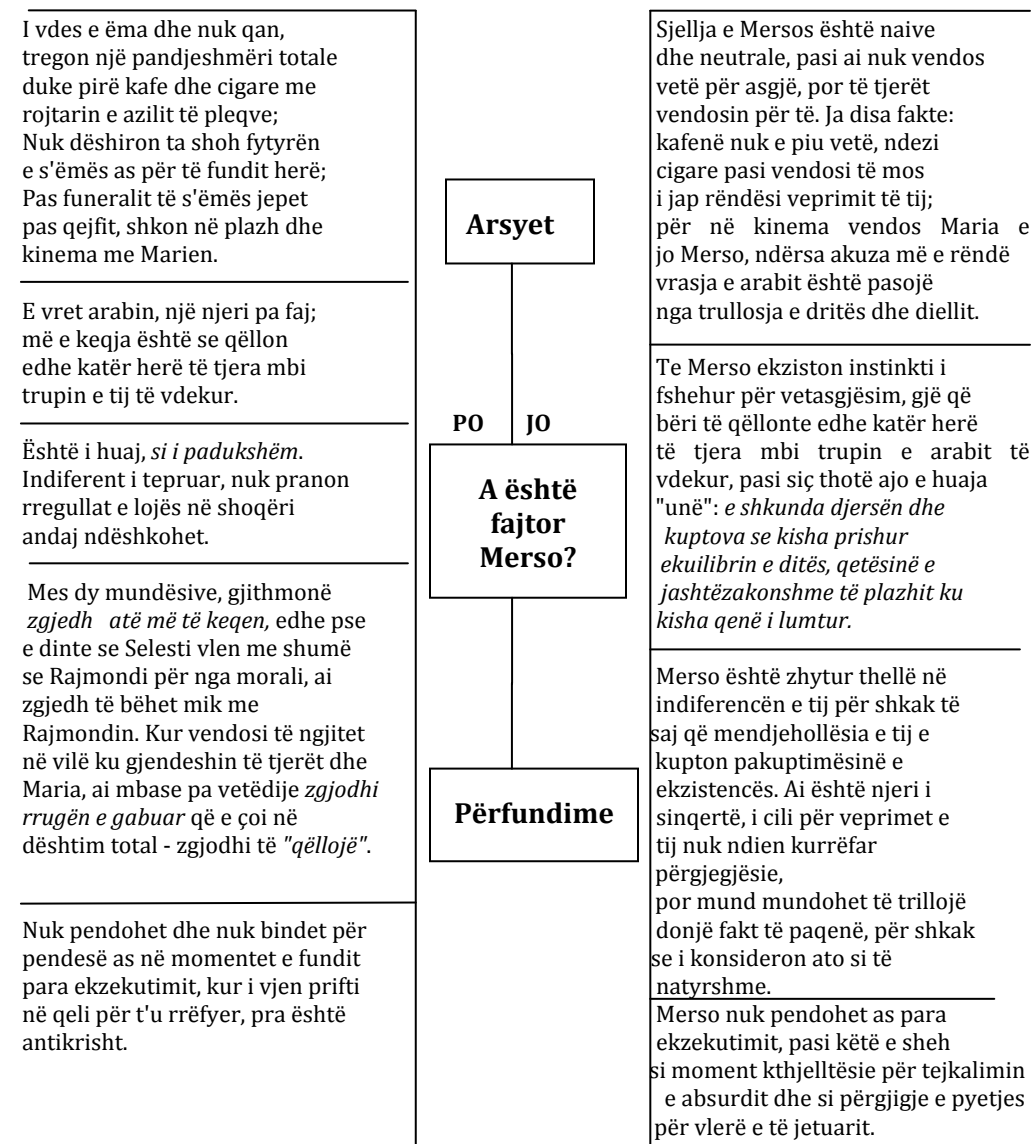 I vdes e ëma dhe nuk qan,
tregon një pandjeshmëri totale
duke pirë kafe dhe cigare me
rojtarin e azilit të pleqve;
Nuk dëshiron ta shoh fytyrën
e s'ëmës as për të fundit herë;
Pas funeralit të s'ëmës jepet
pas qejfit, shkon në plazh dhe
kinema me Marien.
E vret arabin, një njeri pa faj;
më e keqja është se qëllon
edhe katër herë të tjera mbi
trupin e tij të vdekur.
Është i huaj, si i padukshëm.
Indiferent i tepruar, nuk pranon
rregullat e lojës në shoqëri
andaj ndëshkohet.
Mes dy mundësive, gjithmonë
zgjedh atë më të keqen, edhe pse
e dinte se Selesti vlen me shumë
se Rajmondi për nga morali, ai
zgjedh të bëhet mik me
Rajmondin. Kur vendosi të ngjitet
në vilë ku gjendeshin të tjerët dhe
Maria, ai mbase pa vetëdije zgjodhi
rrugën e gabuar që e çoi në
dështim total - zgjodhi të "qëllojë".
Nuk pendohet dhe nuk bindet për
pendesë as në momentet e fundit
para ekzekutimit, kur i vjen prifti
në qeli për t'u rrëfyer, pra është
antikrisht.
Arsyet
PO JO
A është
fajtor
Merso?
Përfundime
Sjellja e Mersos është naive
dhe neutrale, pasi ai nuk vendos
vetë për asgjë, por të tjerët
vendosin për të. Ja disa fakte:
kafenë nuk e piu vetë, ndezi
cigare pasi vendosi të mos
i jap rëndësi veprimit të tij;
për në kinema vendos Maria e
jo Merso, ndërsa akuza më e rëndë
vrasja e arabit është pasojë
nga trullosja e dritës dhe diellit.
Te Merso ekziston instinkti i
fshehur për vetasgjësim, gjë që
bëri të qëllonte edhe katër herë
të tjera mbi trupin e arabit të
vdekur, pasi siç thotë ajo e huaja
"unë": e shkunda djersën dhe
kuptova se kisha prishur
ekuilibrin e ditës, qetësinë e
jashtëzakonshme të plazhit ku
kisha qenë i lumtur.
Merso është zhytur thellë në
indiferencën e tij për shkak të
saj që mendjehollësia e tij e
kupton pakuptimësinë e
ekzistencës. Ai është njeri i
sinqertë, i cili për veprimet e
tij nuk ndien kurrëfar
përgjegjësie,
por mund mundohet të trillojë
donjë fakt të paqenë, për shkak
se i konsideron ato si të
natyrshme.
Merso nuk pendohet as para
ekzekutimit, pasi këtë e sheh
si moment kthjelltësie për tejkalimin
e absurdit dhe si përgjigje e pyetjes
për vlerë e të jetuarit.